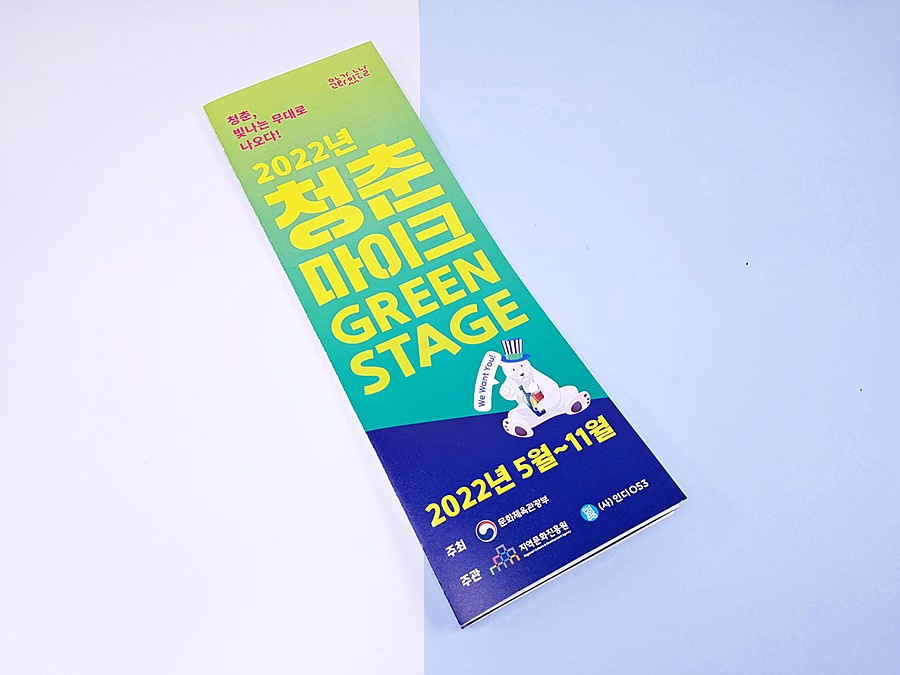 청춘,
빛나는 무대로
나오다!
2022년
청춘
마이크
GREEN
STAGE
We Want You!
2022년 5월~11월
주최
문화체육관광부
주관
지역문화진흥원
(사)인디053